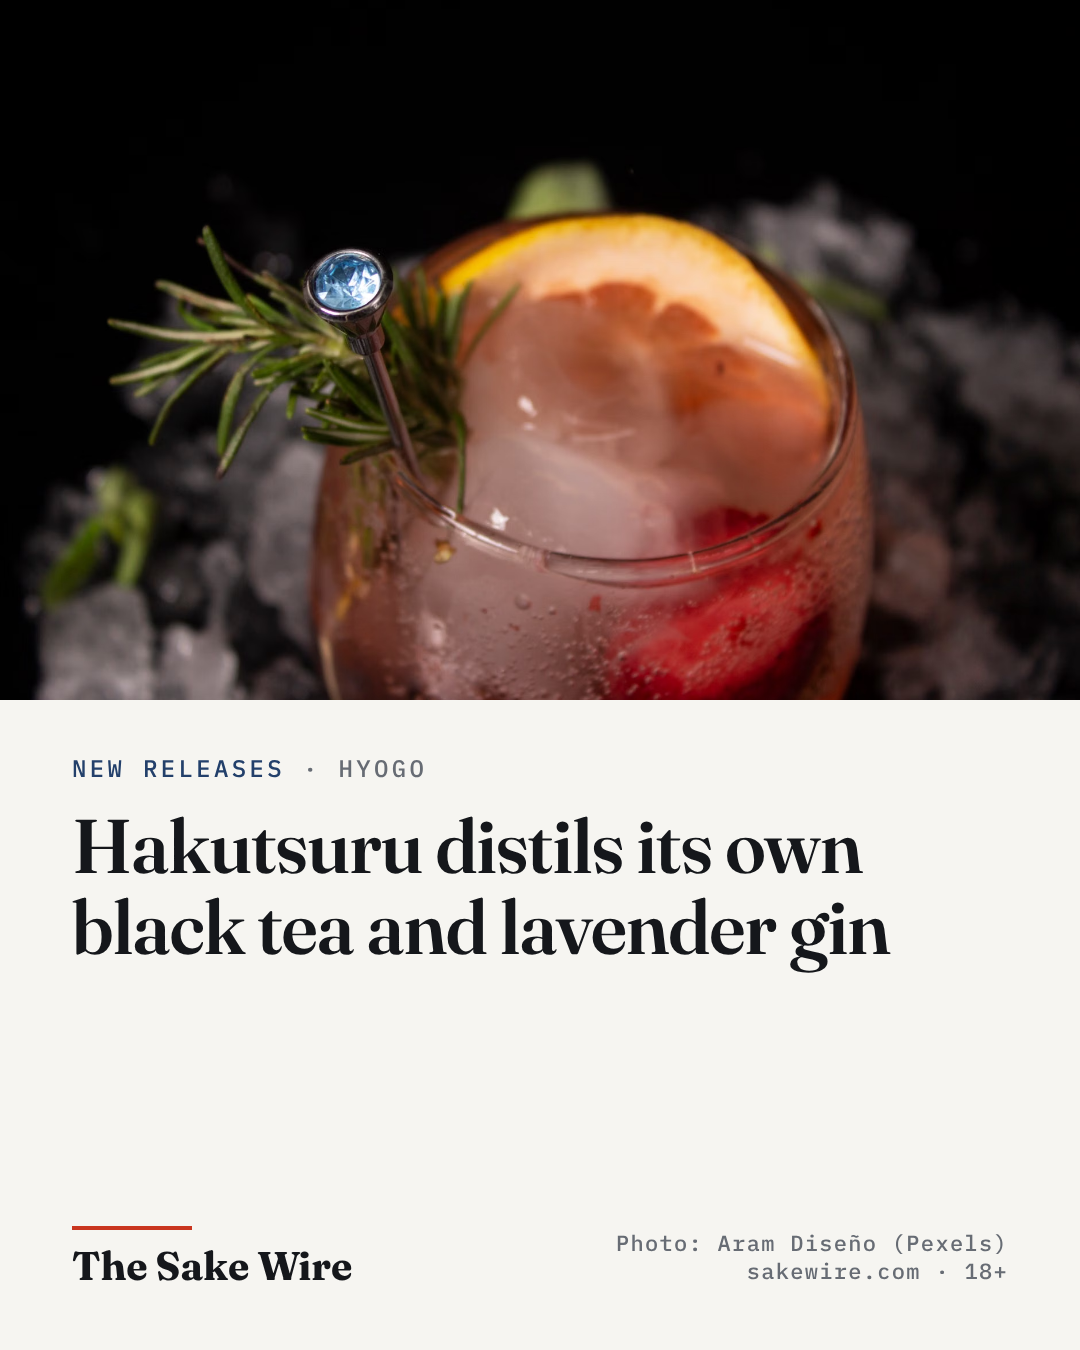 NEW RELEASES · HYOGO
Hakutsuru distils its own
black tea and lavender gin
The Sake Wire
Photo: Aram Diseño (Pexels)
sakewire.com · 18+